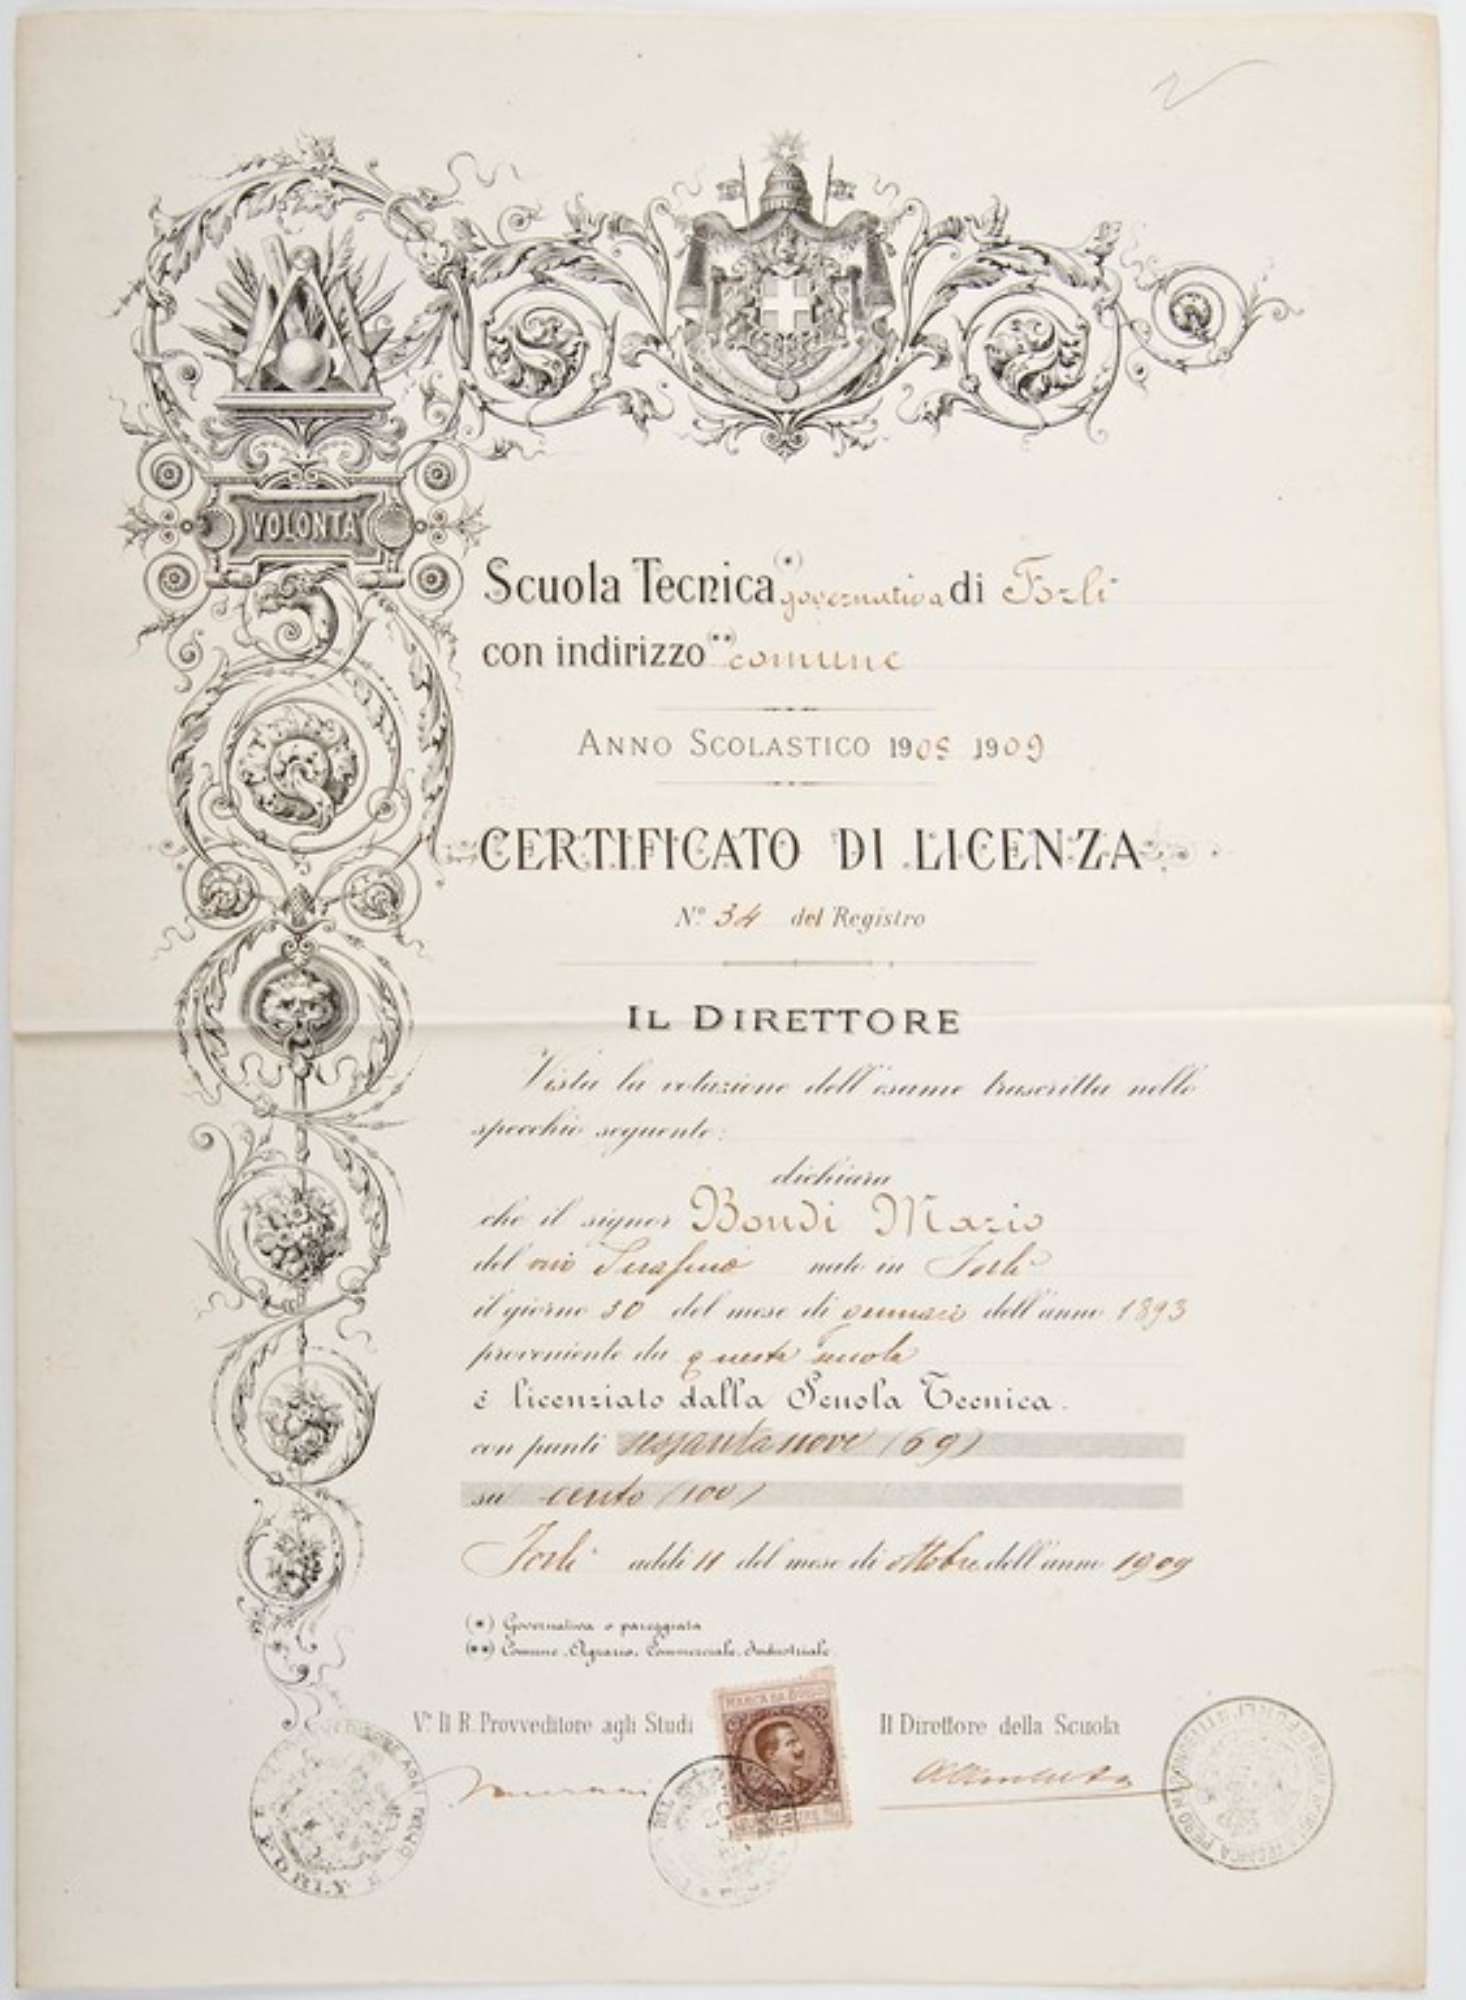 VOLONTÀ
Scuola Tecnica (*) governativa di Forlì
con indirizzo (**) comune
ANNO SCOLASTICO 1908 1909
CERTIFICATO DI LICENZA
N.º 34 del Registro
IL DIRETTORE
Vista la votazione dell'esame trascritta nello
specchio seguente:
dichiara
che il signor Bondi Mario
del vivo Serafino nato in Forlì
il giorno 30 del mese di gennaio dell'anno 1893
proveniente da questa scuola
è licenziato dalla Scuola Tecnica.
con punti sessantanove (69)
su cento (100)
Forlì addì 11 del mese di ottobre dell'anno 1909
(*) Governativa o pareggiata
(**) Comune, Agrario, Commerciale, Industriale
MARCA DA BOLLO
Vº Il R. Provveditore agli Studi
Il Direttore della Scuola
FORLÌ